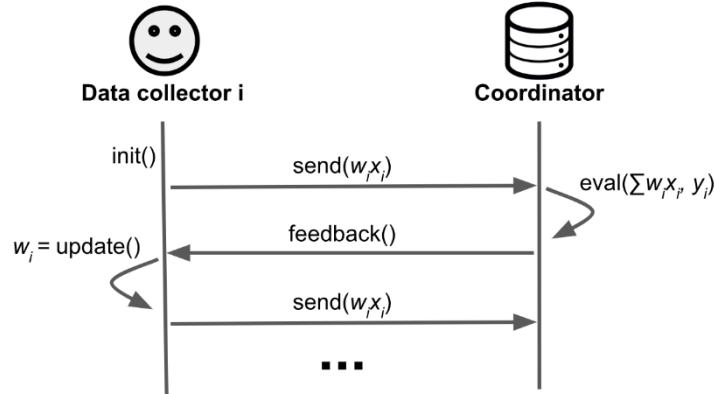 Data collector i
Coordinator
init()
send(wᵢxᵢ)
eval(∑wᵢxᵢ, yᵢ)
feedback()
wᵢ = update()
send(wᵢxᵢ)
...